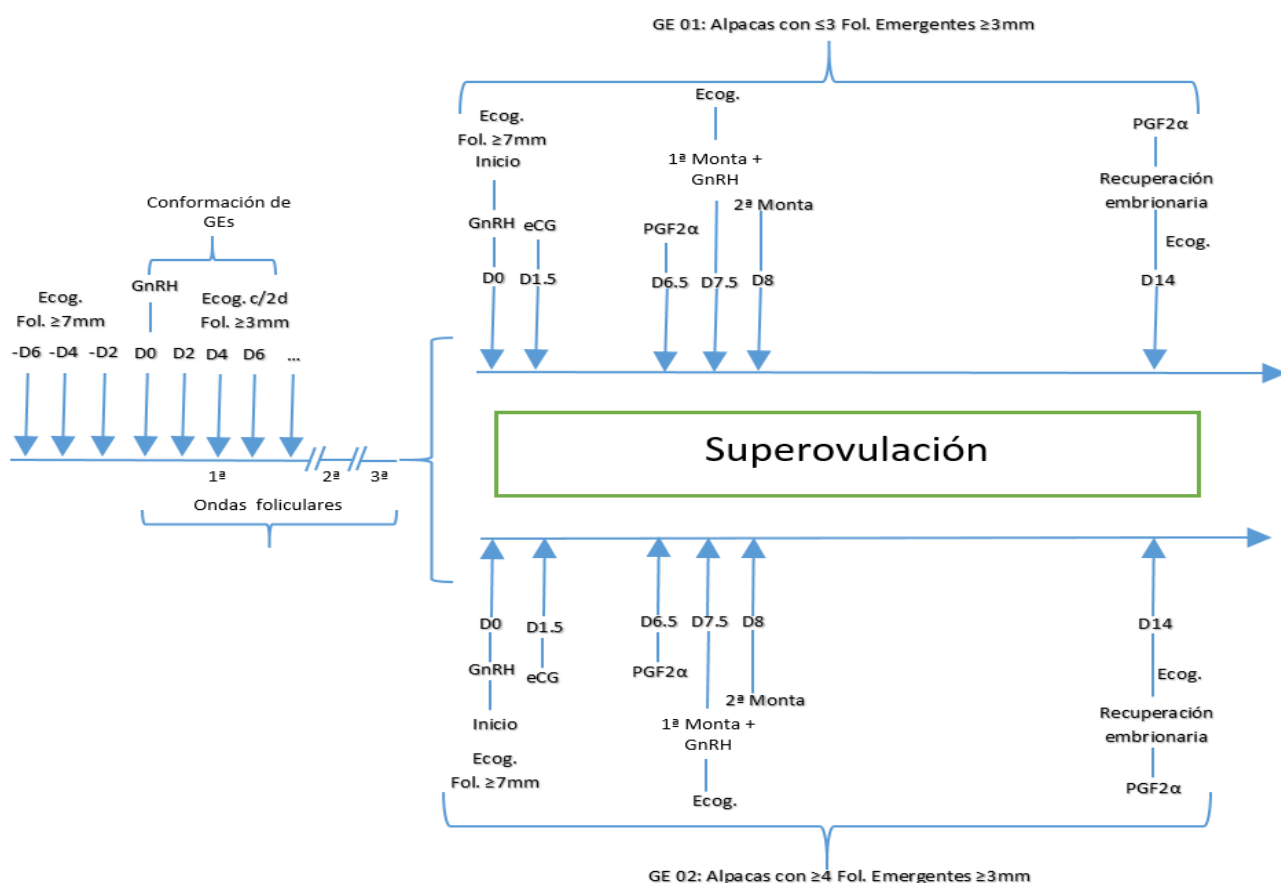 GE 01: Alpacas con ≤3 Fol. Emergentes ≥3mm
Ecog.
Fol. ≥7mm
Inicio
GnRH
eCG
D0
D1.5
Ecog.
1ª Monta +
GnRH
2ª Monta
PGF2α
D6.5
D7.5
D8
PGF2α
Recuperación
embrionaria
Ecog.
D14
Conformación de
GEs
GnRH
Ecog.
Fol. ≥7mm
Ecog. c/2d
Fol. ≥3mm
-D6 -D4 -D2 D0 D2 D4 D6 ...
1ª 2ª 3ª
Ondas foliculares
Superovulación
D0
D1.5
D6.5
D7.5
D8
D14
GnRH
eCG
PGF2α
Ecog.
Inicio
2ª Monta
1ª Monta +
GnRH
Recuperación
embrionaria
Ecog.
Fol. ≥7mm
Ecog.
PGF2α
GE 02: Alpacas con ≥4 Fol. Emergentes ≥3mm